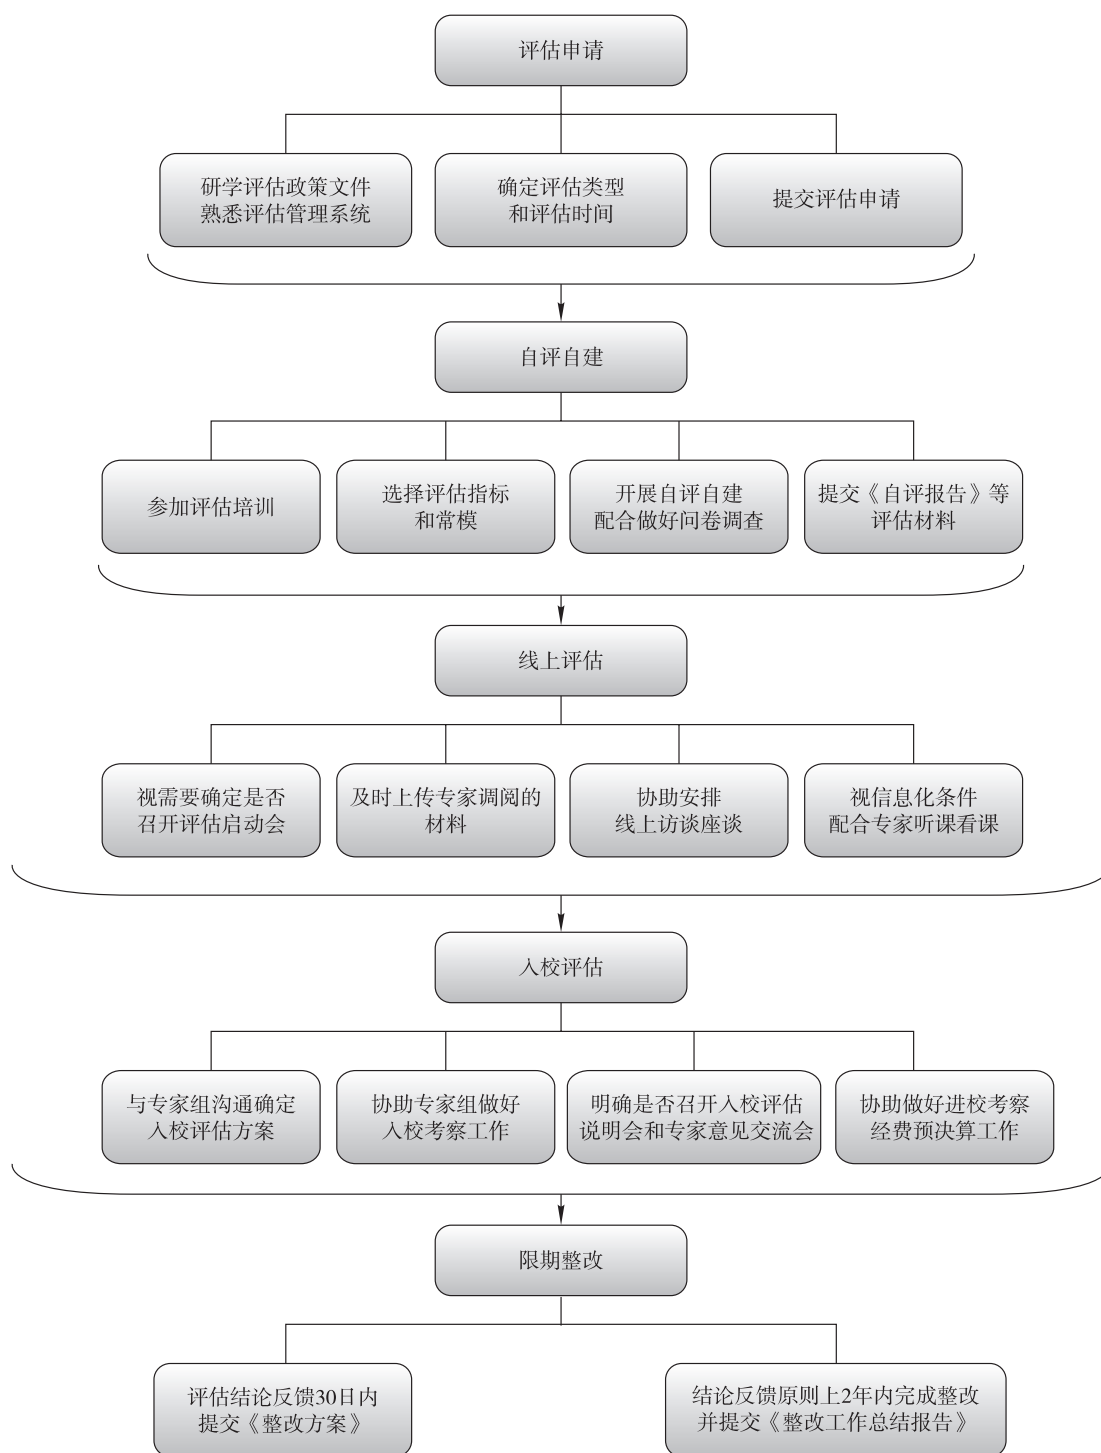 评估申请
研学评估政策文件
熟悉评估管理系统
确定评估类型
和评估时间
提交评估申请
自评自建
参加评估培训
选择评估指标
和常模
开展自评自建
配合做好问卷调查
提交《自评报告》等
评估材料
线上评估
视需要确定是否
召开评估启动会
及时上传专家调阅的
材料
协助安排
线上访谈座谈
视信息化条件
配合专家听课看课
入校评估
与专家组沟通确定
入校评估方案
协助专家组做好
入校考察工作
明确是否召开入校评估
说明会和专家意见交流会
协助做好进校考察
经费预决算工作
限期整改
评估结论反馈30日内
提交《整改方案》
结论反馈原则上2年内完成整改
并提交《整改工作总结报告》